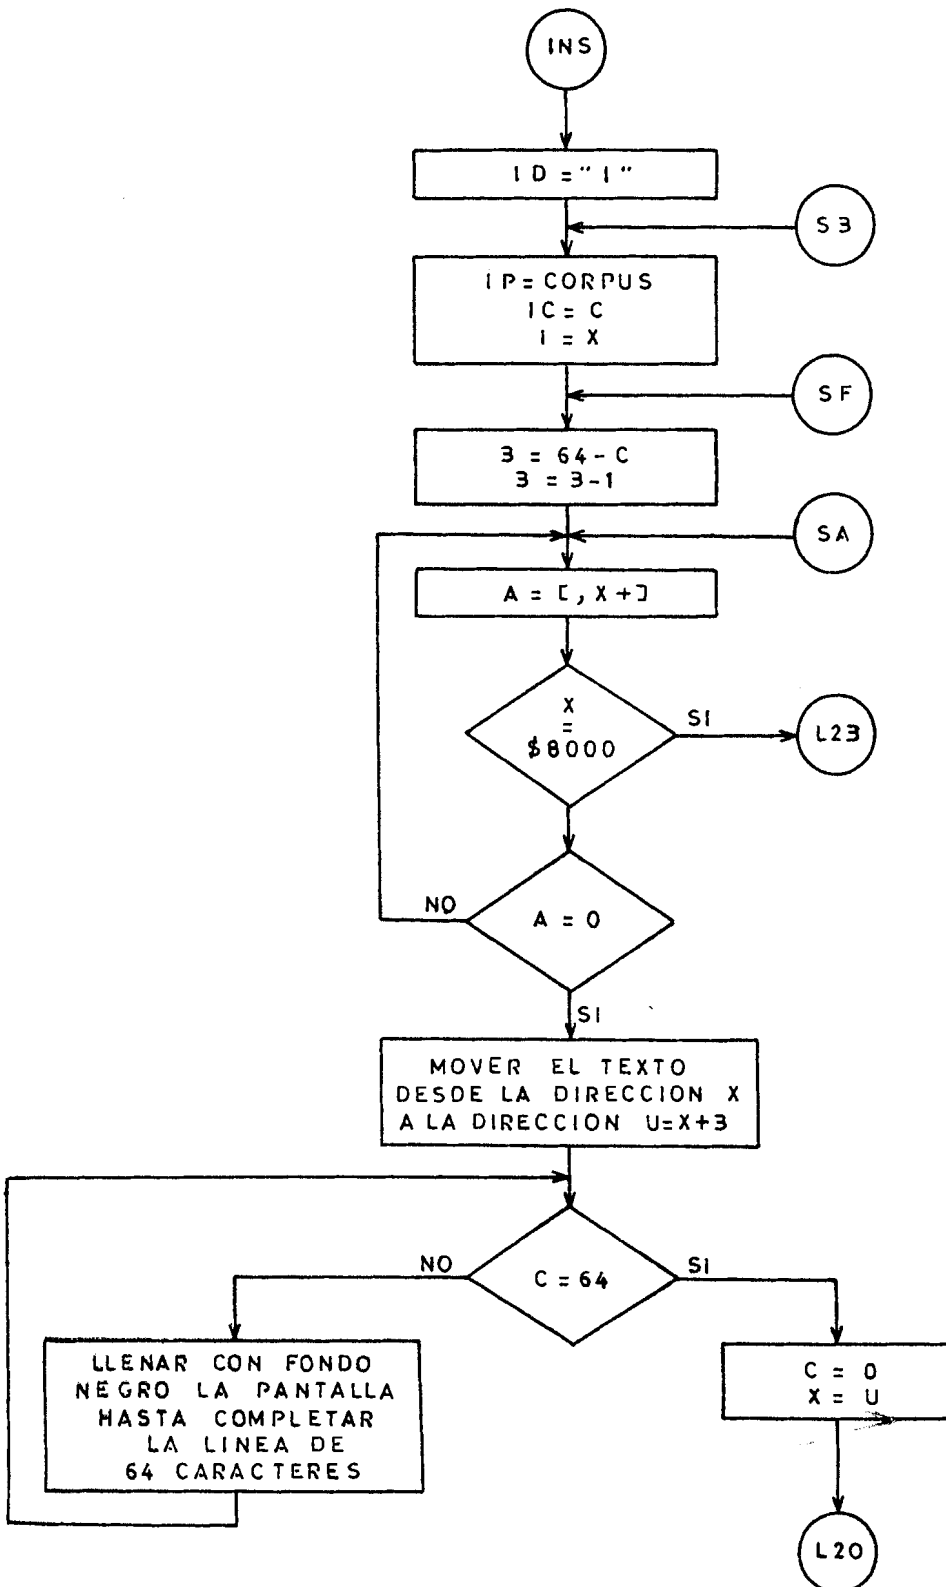 INS
ID = "I"
S3
IP = CORPUS
IC = C
I = X
SF
3 = 64 - C
3 = 3-1
SA
A = [, X +]
X
=
$8000
SI
L23
NO
A = 0
SI
MOVER EL TEXTO
DESDE LA DIRECCION X
A LA DIRECCION U=X+3
NO
C = 64
SI
LLENAR CON FONDO
NEGRO LA PANTALLA
HASTA COMPLETAR
LA LINEA DE
64 CARACTERES
C = 0
X = U
L20